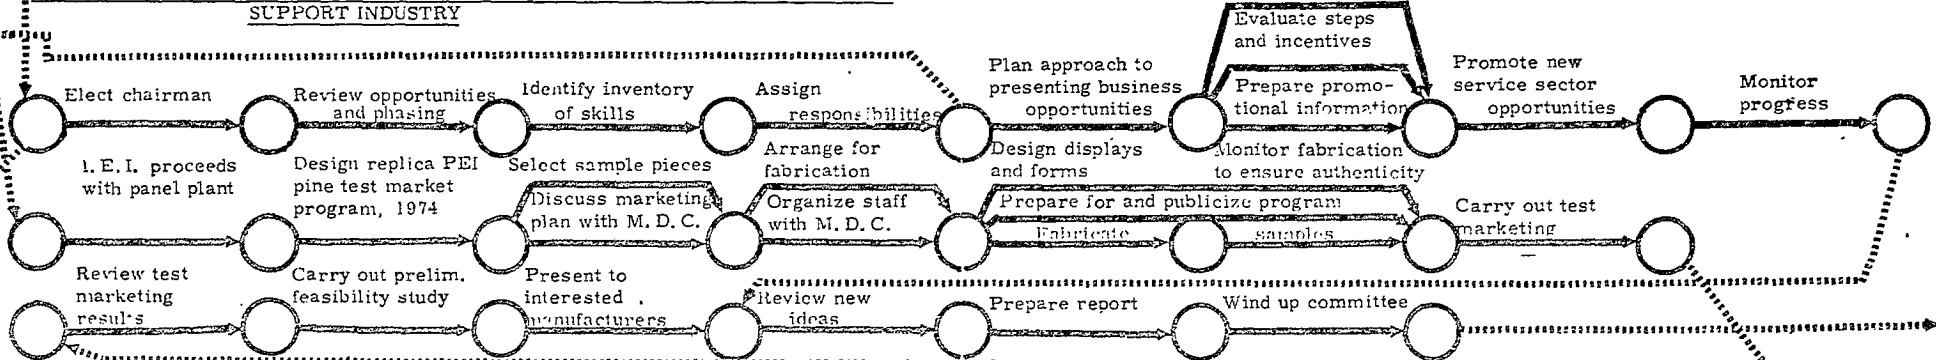 SUPPORT INDUSTRY
Evaluate steps
and incentives
Elect chairman
Review opportunities
and phasing
Identify inventory
of skills
Assign
responsibilities
Plan approach to
presenting business
opportunities
Prepare promo-
tional information
Promote new
service sector
opportunities
Monitor
progress
I. E. I. proceeds
with panel plant
Design replica PEI
pine test market
program, 1974
Select sample pieces
Discuss marketing
plan with M. D. C.
Arrange for
fabrication
Organize staff
with M. D. C.
Design displays
and forms
Monitor fabrication
to ensure authenticity
Prepare for and publicize program
Fabricate samples
Carry out test
marketing
Review test
marketing
results
Carry out prelim.
feasibility study
Present to
interested
manufacturers
Review new
ideas
Prepare report
Wind up committee